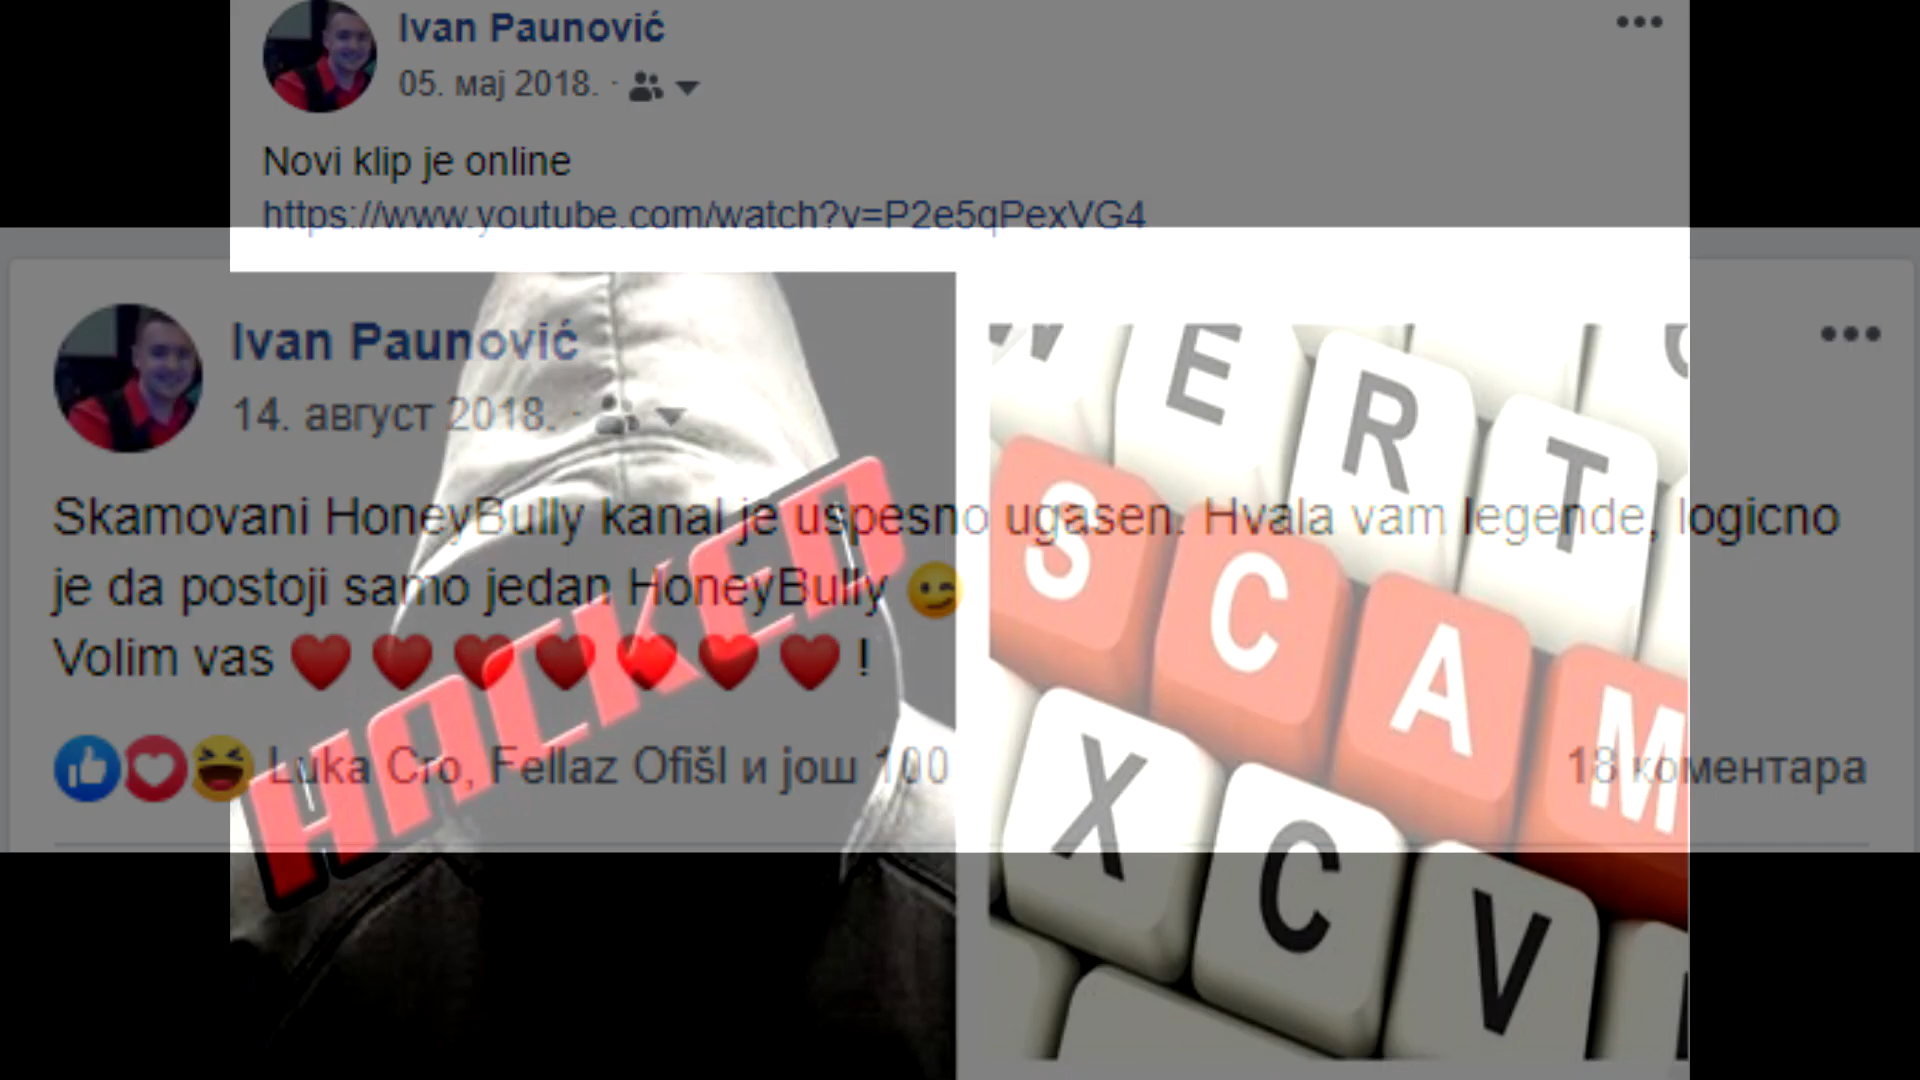 Ivan Paunović
05. мај 2018.
Novi klip je online
https://www.youtube.com/watch?v=P2e5qPexVG4
Ivan Paunović
14. август 2018.
Skamovani HoneyBully kanal je uspesno ugasen. Hvala vam legende, logicno
je da postoji samo jedan HoneyBully 😉
Volim vas ❤❤❤❤❤❤❤!
Luka Cro, Fellaz Ofišl и још 100
18 коментара
HACKED
W E R T
S C A M
X C V